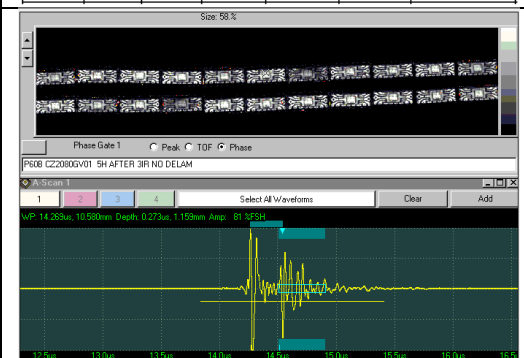 Size: 58.%
Phase Gate 1 Peak TOF Phase
P60B CZ2080GV01 5H AFTER 3IR NO DELAM
A-Scan 1
1 2 3 4 Select All Waveforms Clear Add
WP: 14.269us, 10.580mm Depth: 0.273us, 1.159mm Amp: 81 %FSH
12.5us 13.0us 13.5us 14.0us 14.5us 15.0us 15.5us 16.0us 16.5u